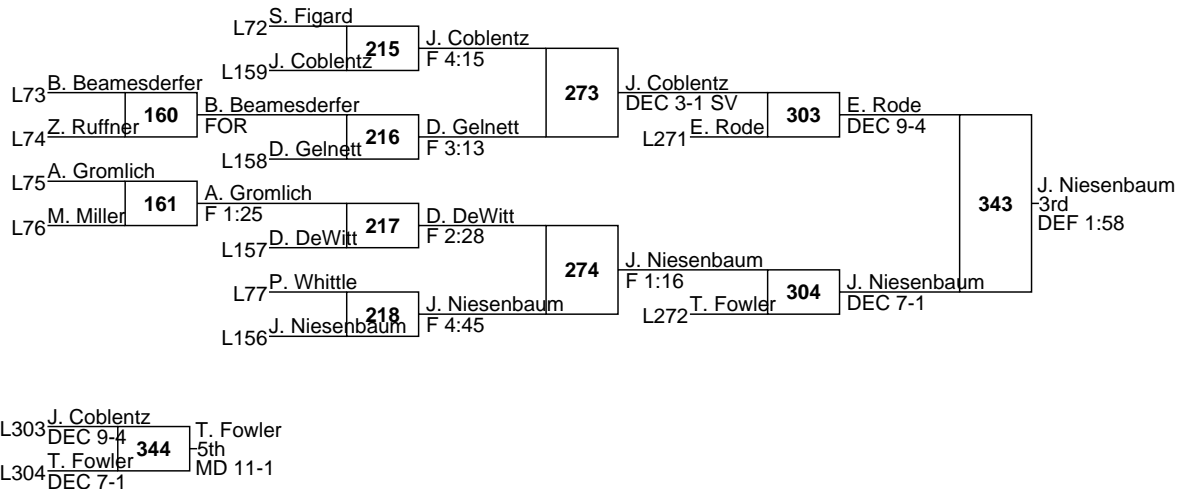 S. Figard
L72
215
J. Coblentz
F 4:15
J. Coblentz
L159
B. Beamesderfer
L73
160
B. Beamesderfer
FOR
Z. Ruffner
L74
216
D. Gelnett
F 3:13
D. Gelnett
L158
273
J. Coblentz
DEC 3-1 SV
E. Rode
L271
303
E. Rode
DEC 9-4
A. Gromlich
L75
161
A. Gromlich
F 1:25
M. Miller
L76
217
D. DeWitt
F 2:28
D. DeWitt
L157
P. Whittle
L77
218
J. Niesenbaum
F 4:45
J. Niesenbaum
L156
274
J. Niesenbaum
F 1:16
T. Fowler
L272
304
J. Niesenbaum
DEC 7-1
343
J. Niesenbaum
3rd
DEF 1:58
J. Coblentz
L303
DEC 9-4
344
T. Fowler
5th
MD 11-1
T. Fowler
L304
DEC 7-1